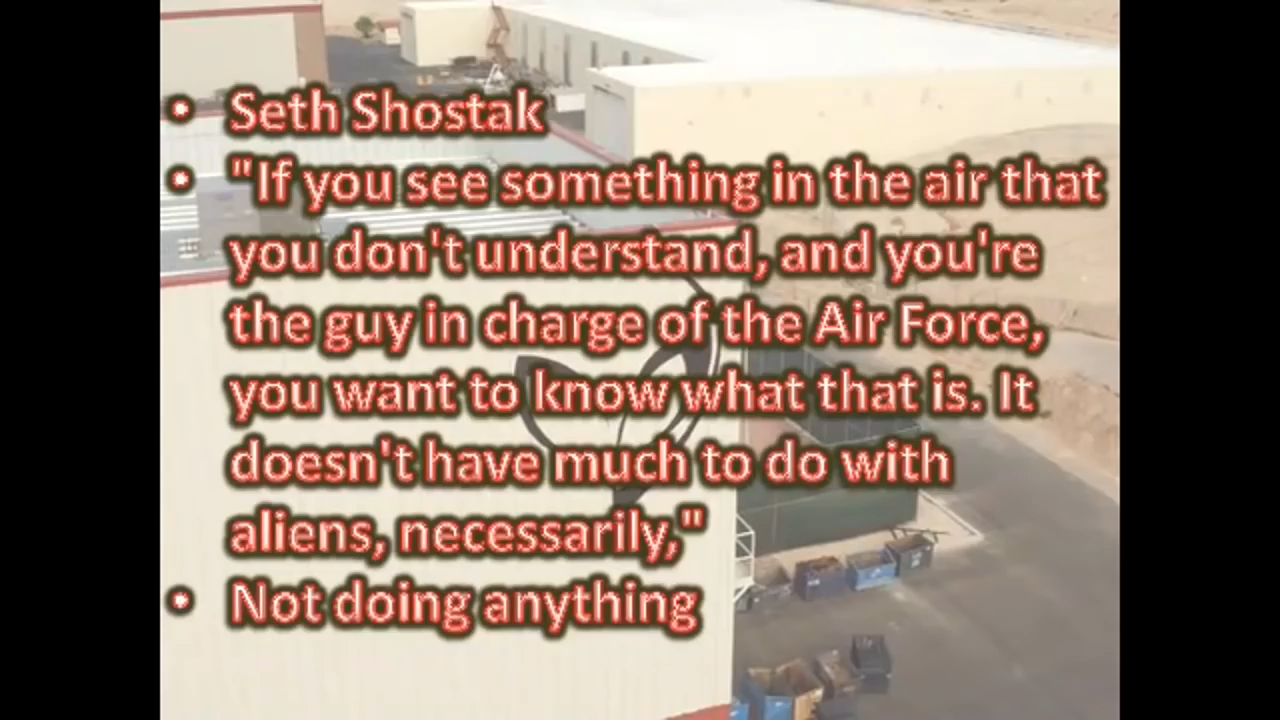 • Seth Shostak
• "If you see something in the air that
you don't understand, and you're
the guy in charge of the Air Force,
you want to know what that is. It
doesn't have much to do with
aliens, necessarily,"
• Not doing anything